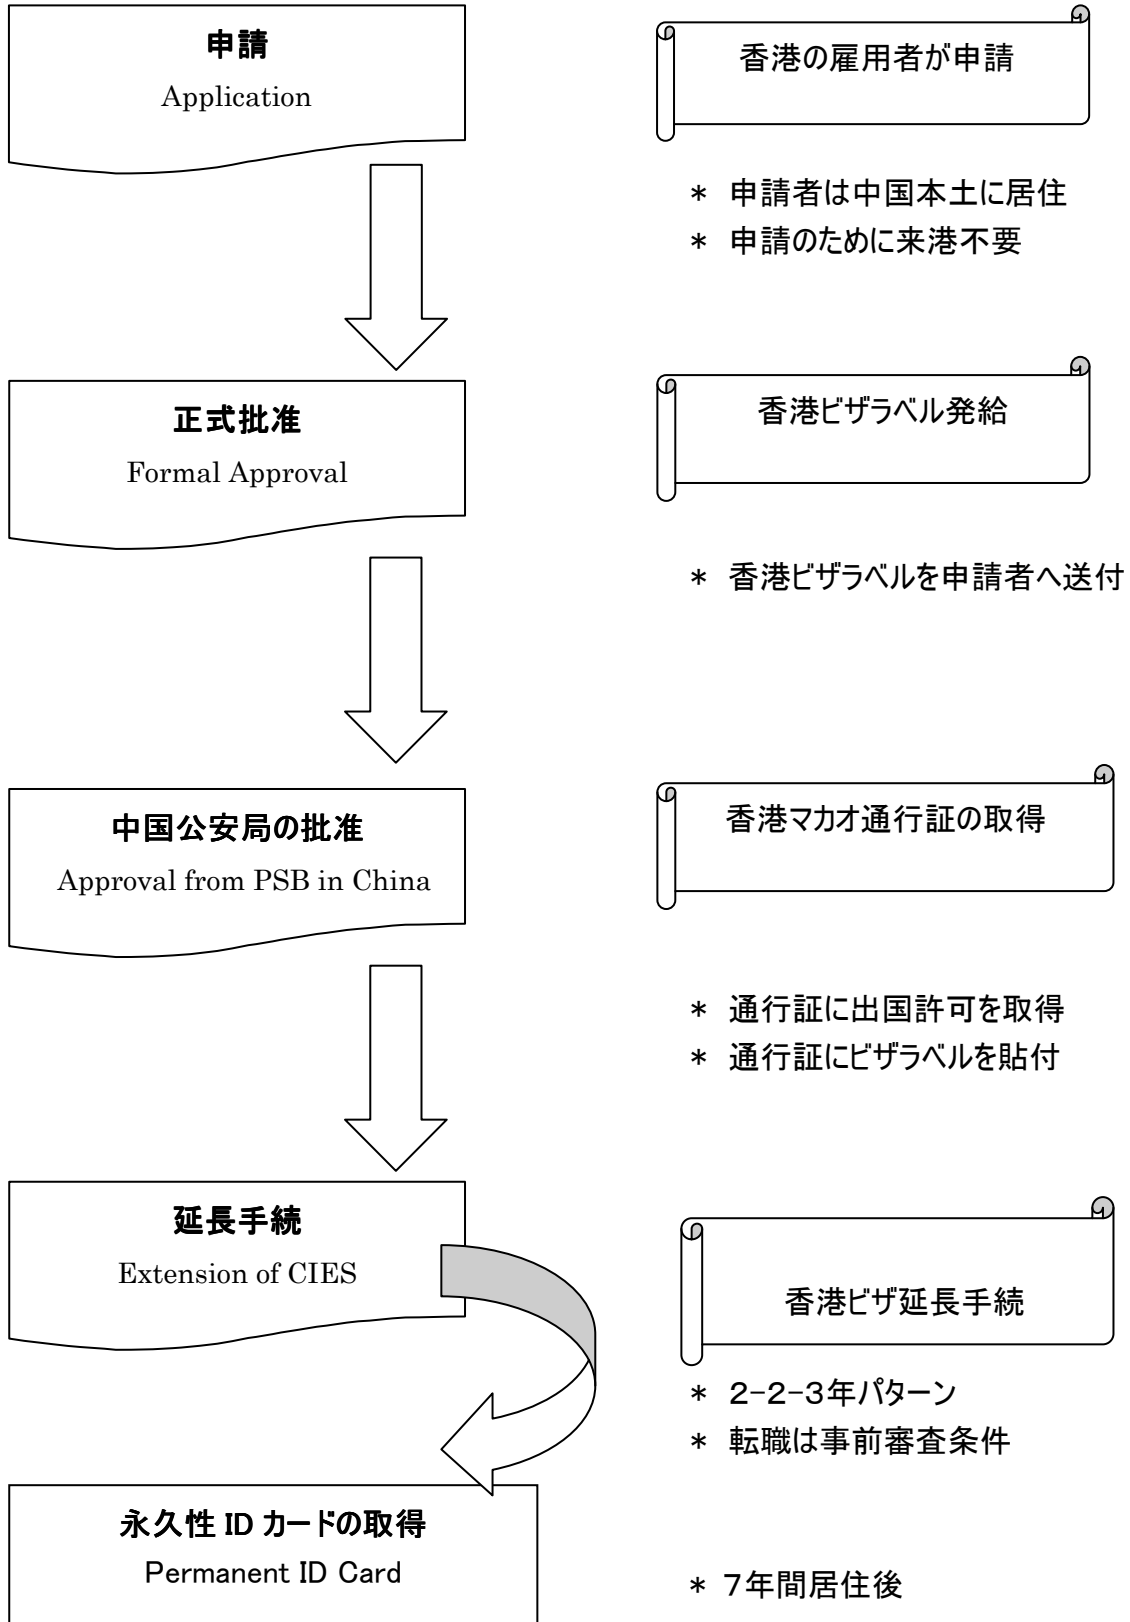 申請
Application
香港の雇用者が申請
* 申請者は中国本土に居住
* 申請のために来港不要
正式批准
Formal Approval
香港ビザラベル発給
* 香港ビザラベルを申請者へ送付
中国公安局の批准
Approval from PSB in China
香港マカオ通行証の取得
* 通行証に出国許可を取得
* 通行証にビザラベルを貼付
延長手続
Extension of CIES
香港ビザ延長手続
* 2-2-3年パターン
* 転職は事前審査条件
永久性 ID カードの取得
Permanent ID Card
* 7年間居住後